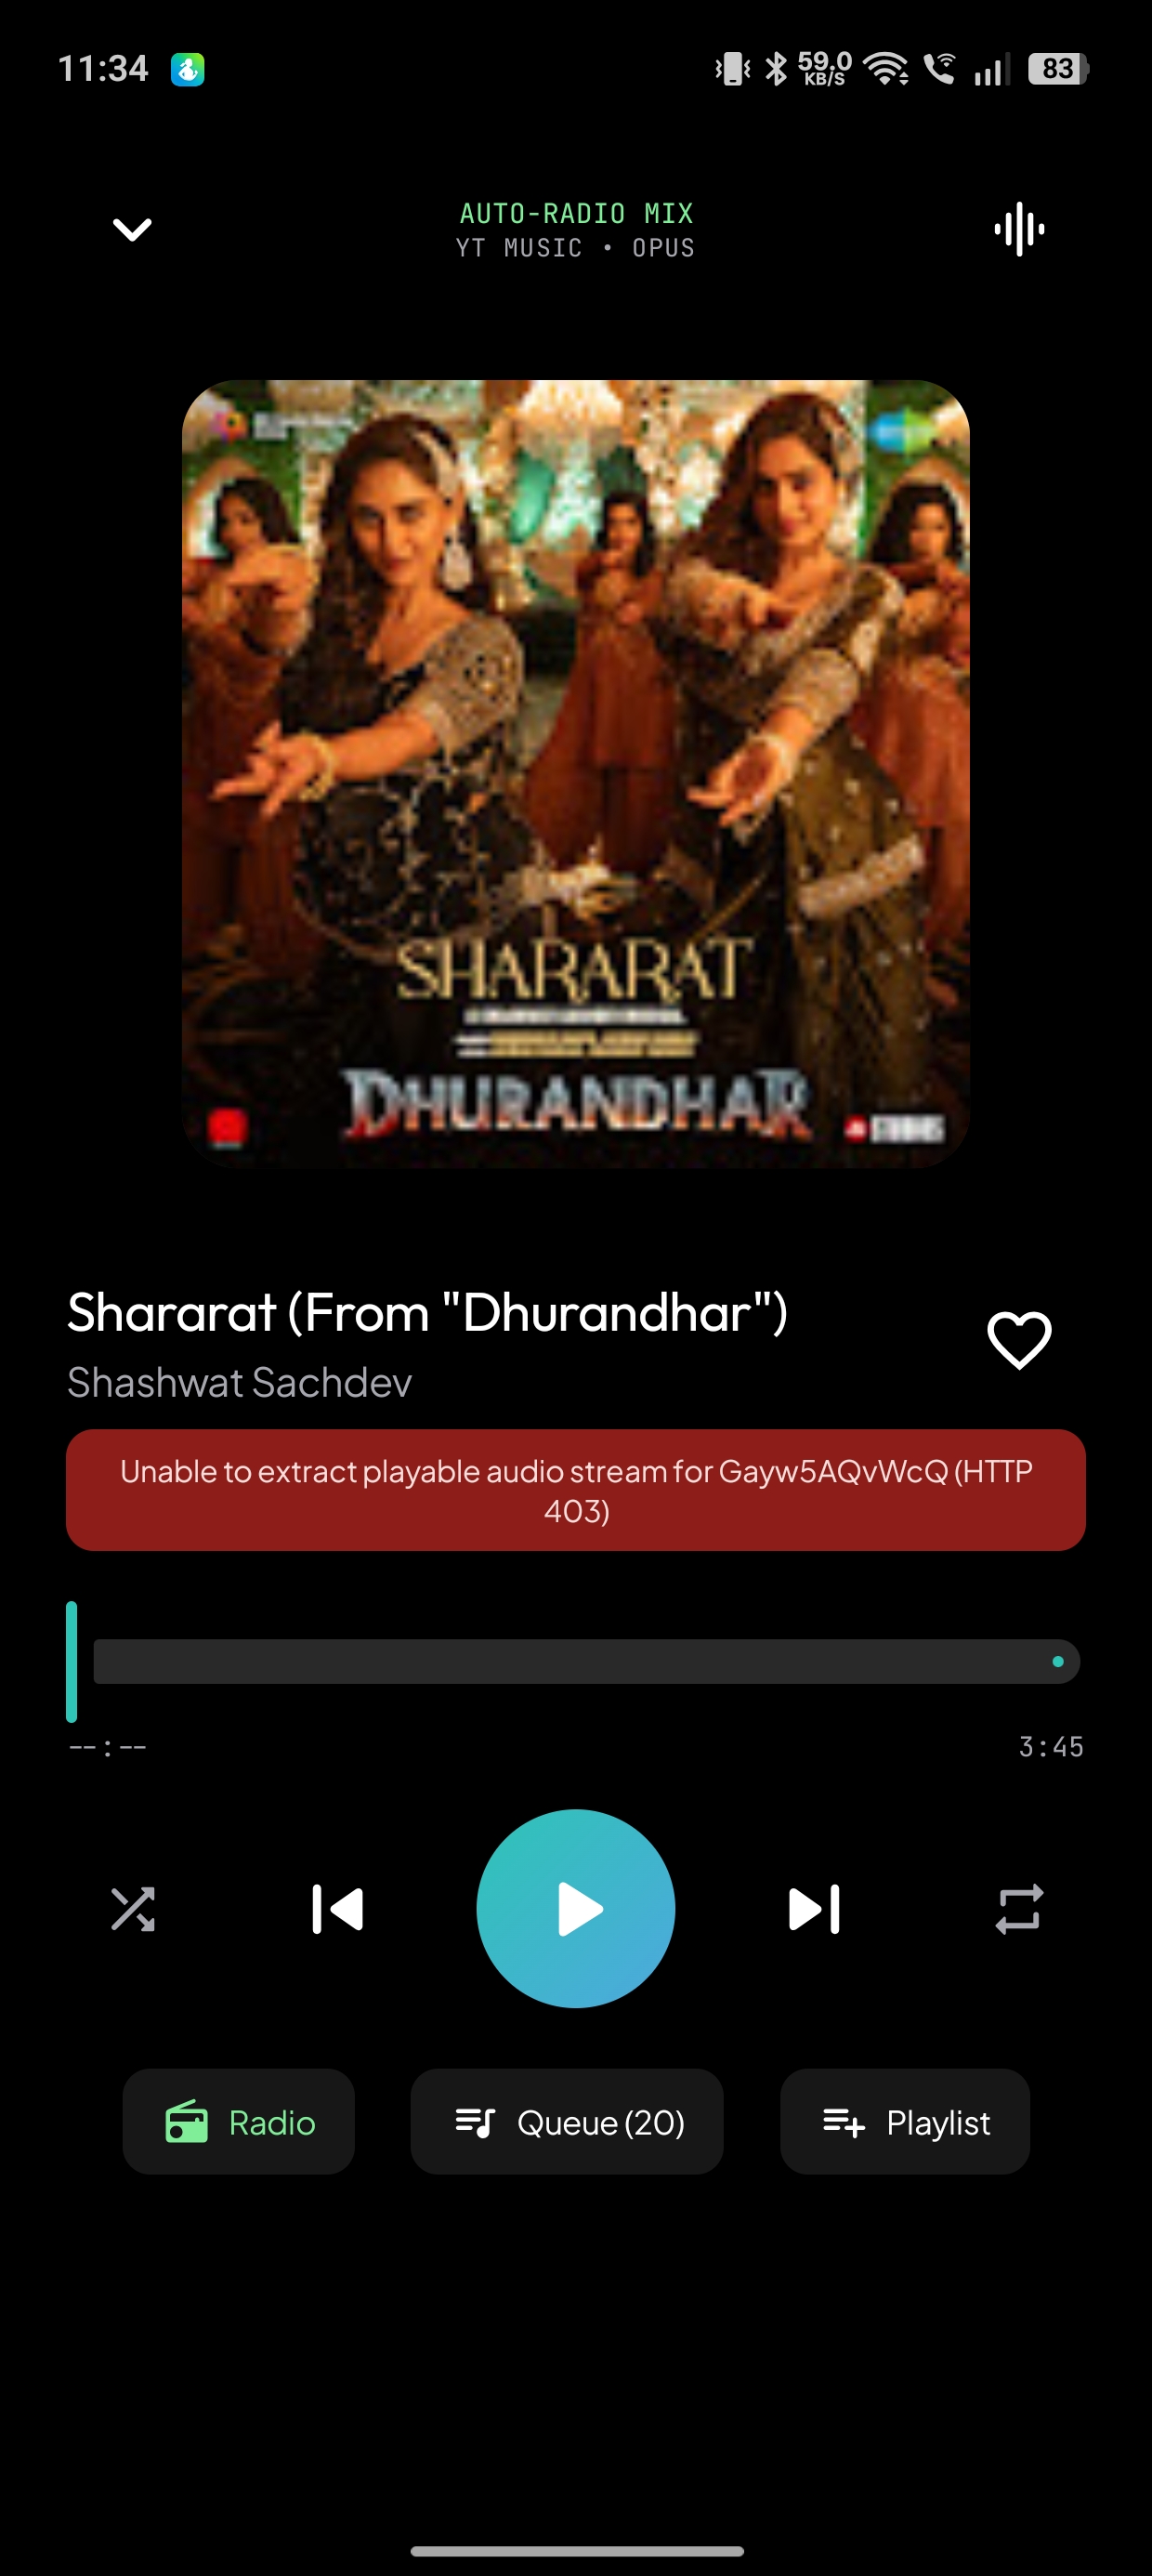 11:34
59.0
KB/S
83
AUTO-RADIO MIX
YT MUSIC • OPUS
SHARARAT
DHURANDHAR
Shararat (From "Dhurandhar")
Shashwat Sachdev
Unable to extract playable audio stream for Gayw5AQvWcQ (HTTP
403)
--:--
3:45
Radio
Queue (20)
Playlist